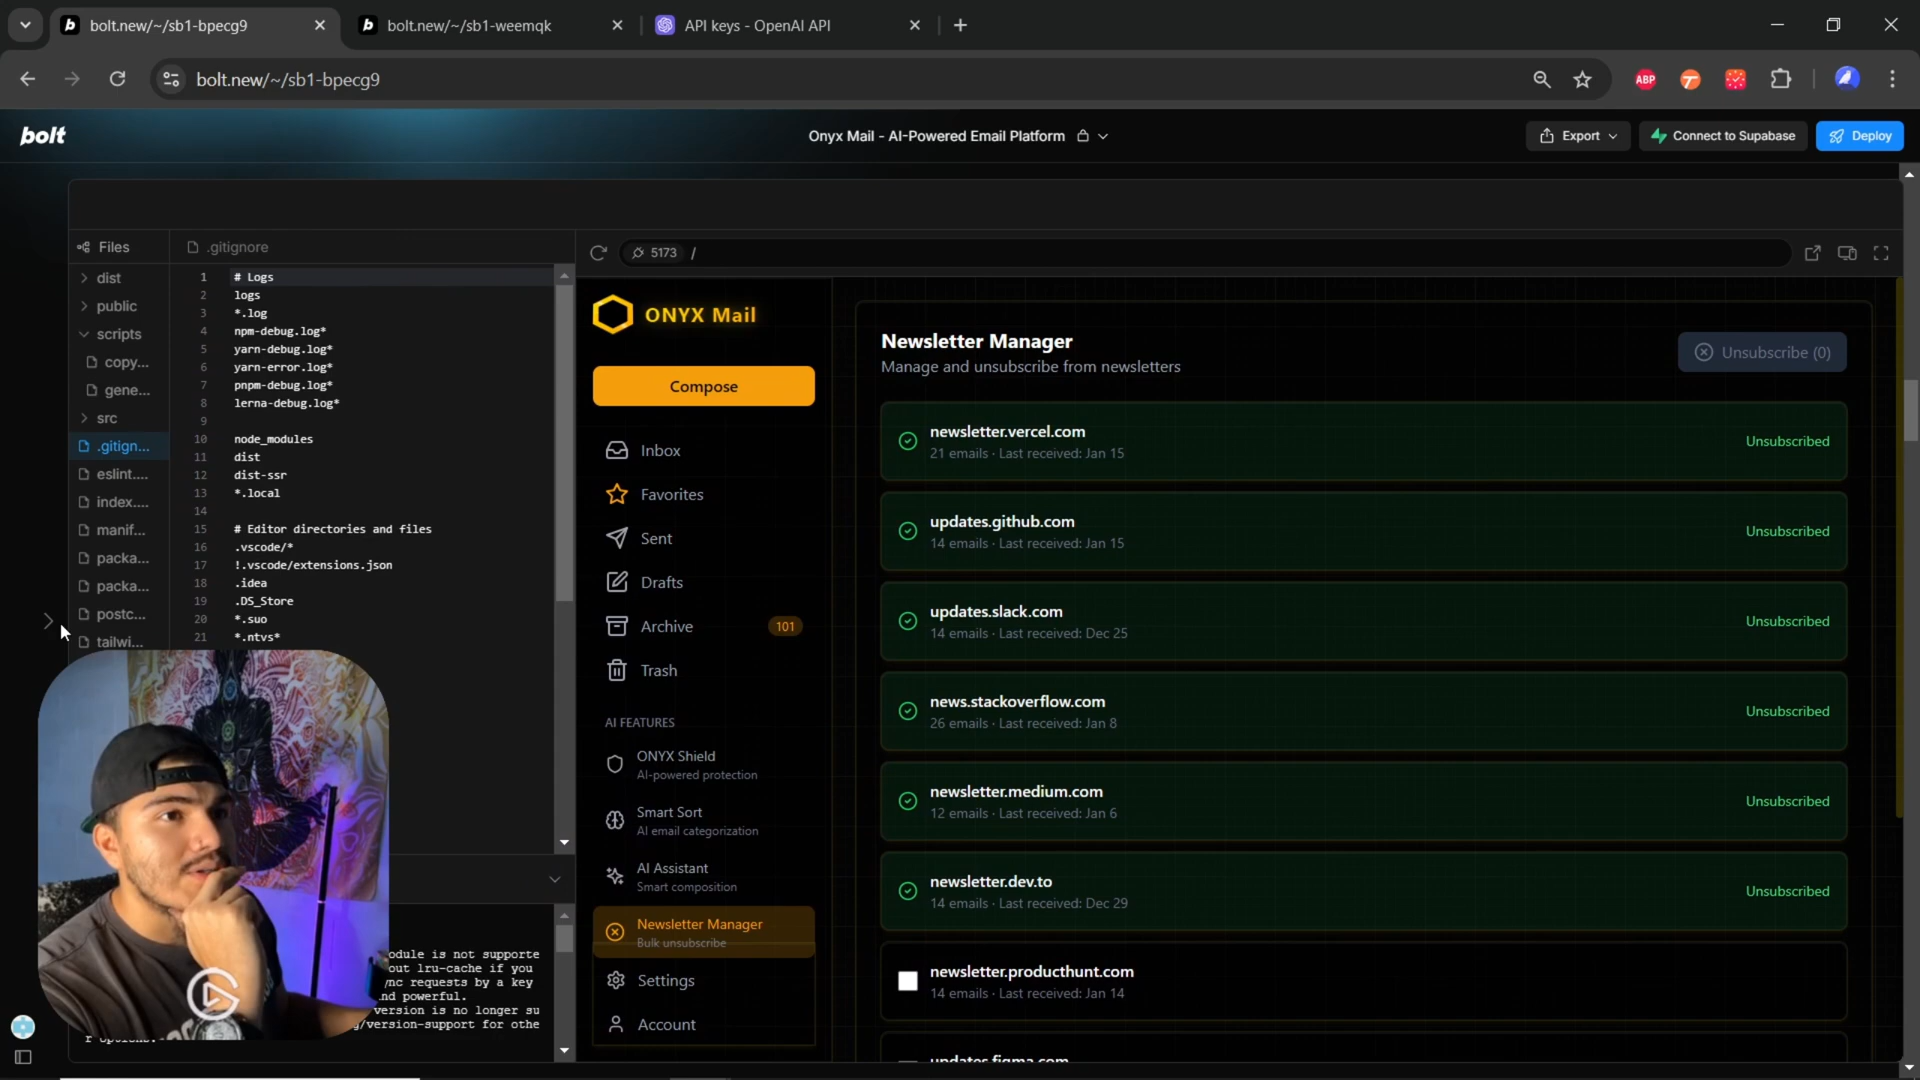 bolt.new/~/sb1-bpecg9
bolt.new/~/sb1-weemqk
API keys - OpenAI API
bolt.new/~/sb1-bpecg9
ABP
bolt
Onyx Mail - AI-Powered Email Platform
Export
Connect to Supabase
Deploy
Files
dist
public
scripts
copy...
gene...
src
.gitign...
eslint....
index....
manif...
packa...
packa...
postc...
tailwi...
.gitignore
1 # Logs
2 logs
3 *.log
4 npm-debug.log*
5 yarn-debug.log*
6 yarn-error.log*
7 pnpm-debug.log*
8 lerna-debug.log*
9
10 node_modules
11 dist
12 dist-ssr
13 *.local
14
15 # Editor directories and files
16 .vscode/*
17 !.vscode/extensions.json
18 .idea
19 .DS_Store
20 *.suo
21 *.ntvs*
odule is not supporte
out lru-cache if you
ync requests by a key
nd powerful.
version is no longer su
g/version-support for othe
r options.
5173 /
ONYX Mail
Compose
Inbox
Favorites
Sent
Drafts
Archive 101
Trash
AI FEATURES
ONYX Shield
AI-powered protection
Smart Sort
AI email categorization
AI Assistant
Smart composition
Newsletter Manager
Bulk unsubscribe
Settings
Account
Newsletter Manager
Manage and unsubscribe from newsletters
Unsubscribe (0)
newsletter.vercel.com
21 emails · Last received: Jan 15
Unsubscribed
updates.github.com
14 emails · Last received: Jan 15
Unsubscribed
updates.slack.com
14 emails · Last received: Dec 25
Unsubscribed
news.stackoverflow.com
26 emails · Last received: Jan 8
Unsubscribed
newsletter.medium.com
12 emails · Last received: Jan 6
Unsubscribed
newsletter.dev.to
14 emails · Last received: Dec 29
Unsubscribed
newsletter.producthunt.com
14 emails · Last received: Jan 14
updates.figma.com